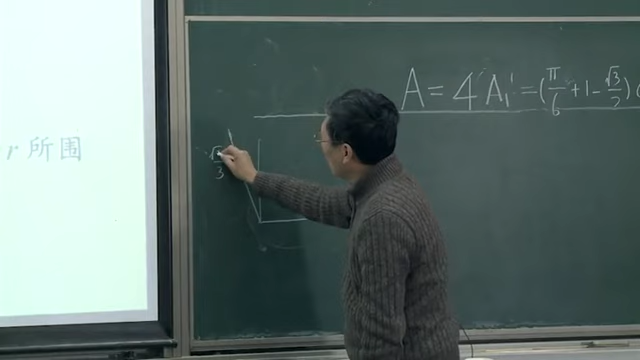 r 所围
A = 4A₁' = (π/6 + 1 - √3/2)